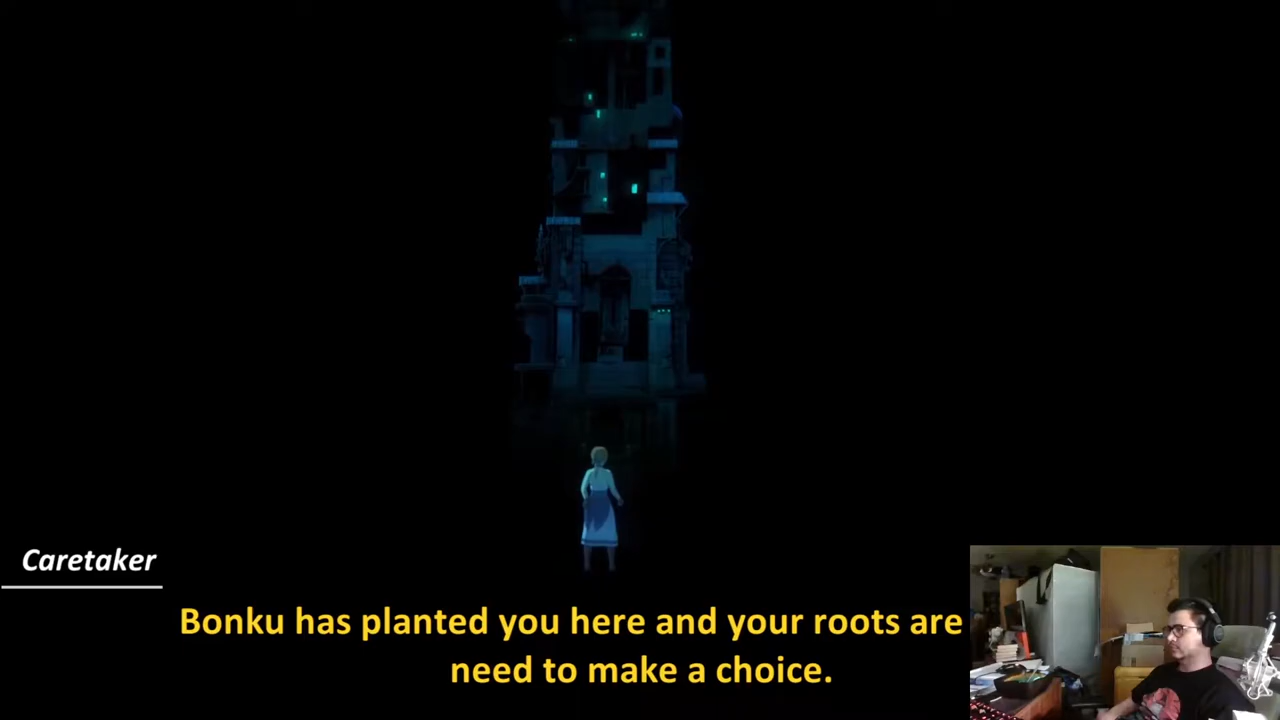 Caretaker
Bonku has planted you here and your roots are
need to make a choice.